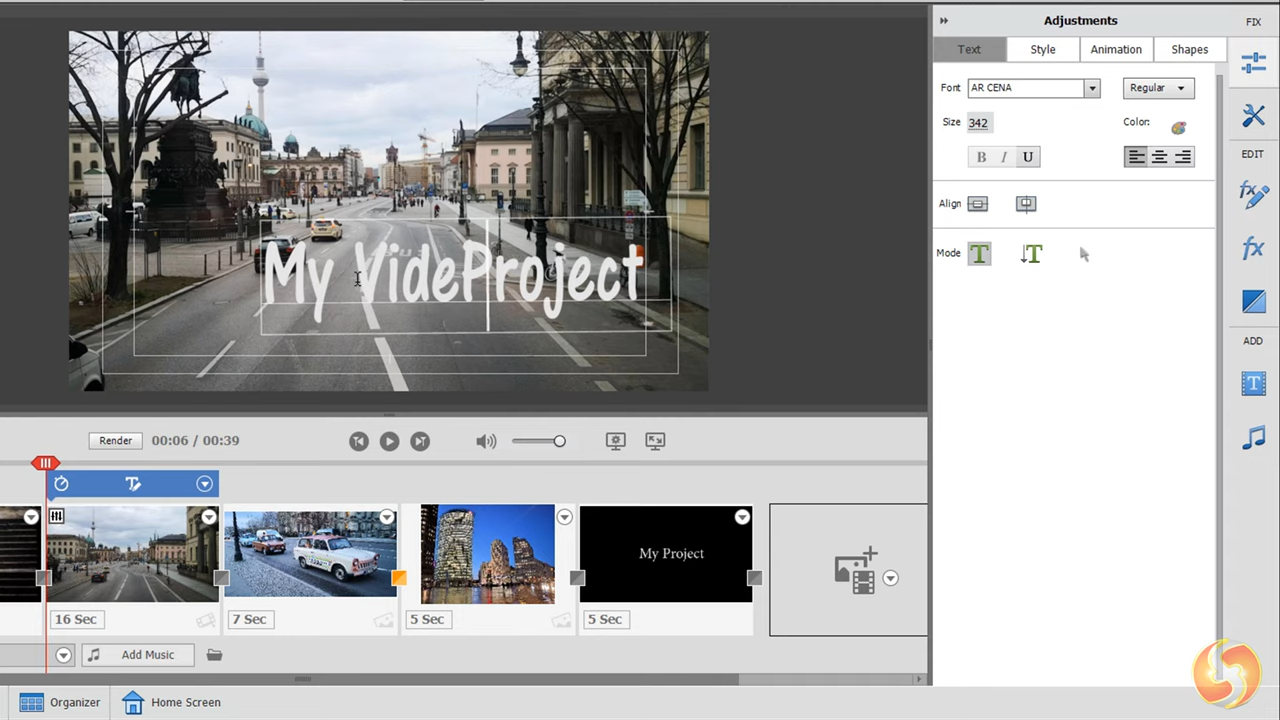 Adjustments
FIX
Text
Style
Animation
Shapes
Font
AR CENA
Regular
Size
342
Color:
B I U
EDIT
Align
Mode
T
T
fx
fx
ADD
T
My VideProject
Render
00:06 / 00:39
T
My Project
16 Sec
7 Sec
5 Sec
5 Sec
Add Music
Organizer
Home Screen